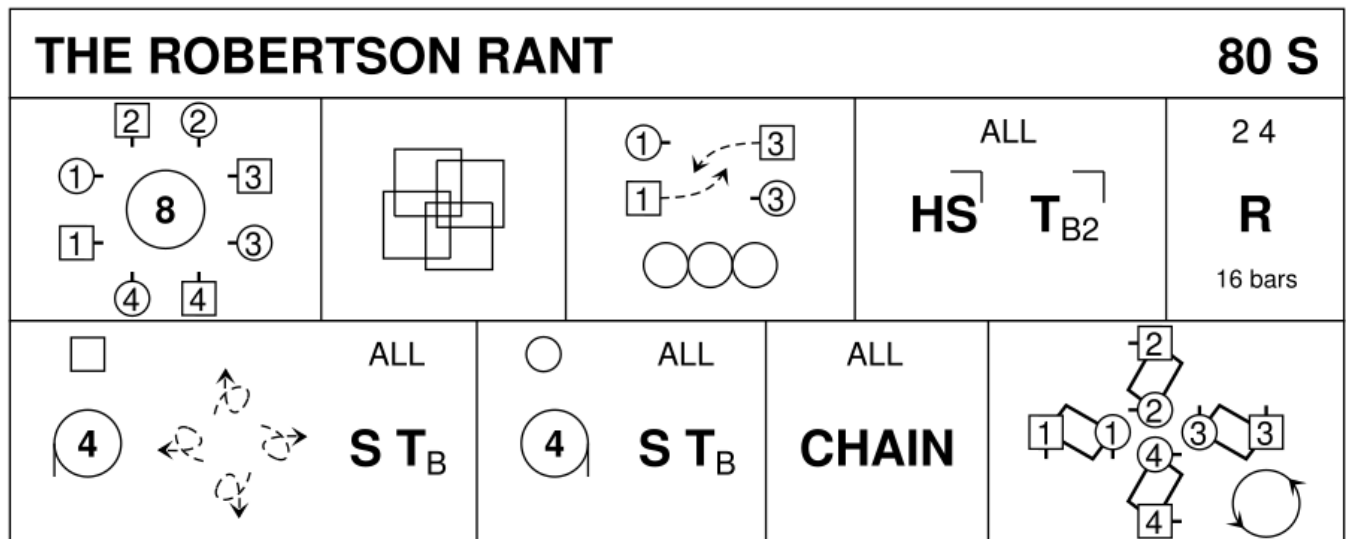 THE ROBERTSON RANT 80 S
2 2
1 3
8
1 3
4 4
1 3
1 3
ALL
HS T B2
2 4
R
16 bars
ALL
4 S TB
ALL
4 S TB
ALL
CHAIN
2
2
1 1 3 3
4
4